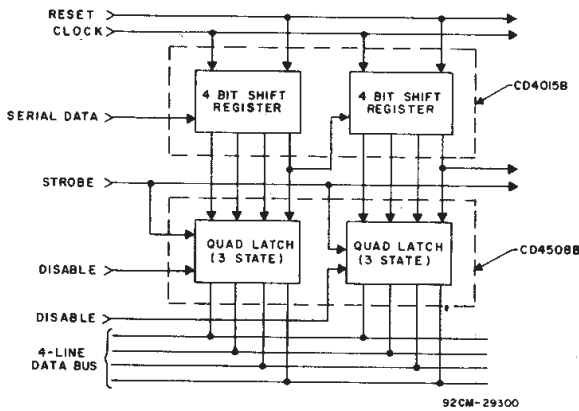 RESET
CLOCK
4 BIT SHIFT
REGISTER
4 BIT SHIFT
REGISTER
CD4015B
SERIAL DATA
STROBE
QUAD LATCH
(3 STATE)
QUAD LATCH
(3 STATE)
CD4508B
DISABLE
DISABLE
4-LINE
DATA BUS
92CM-29300